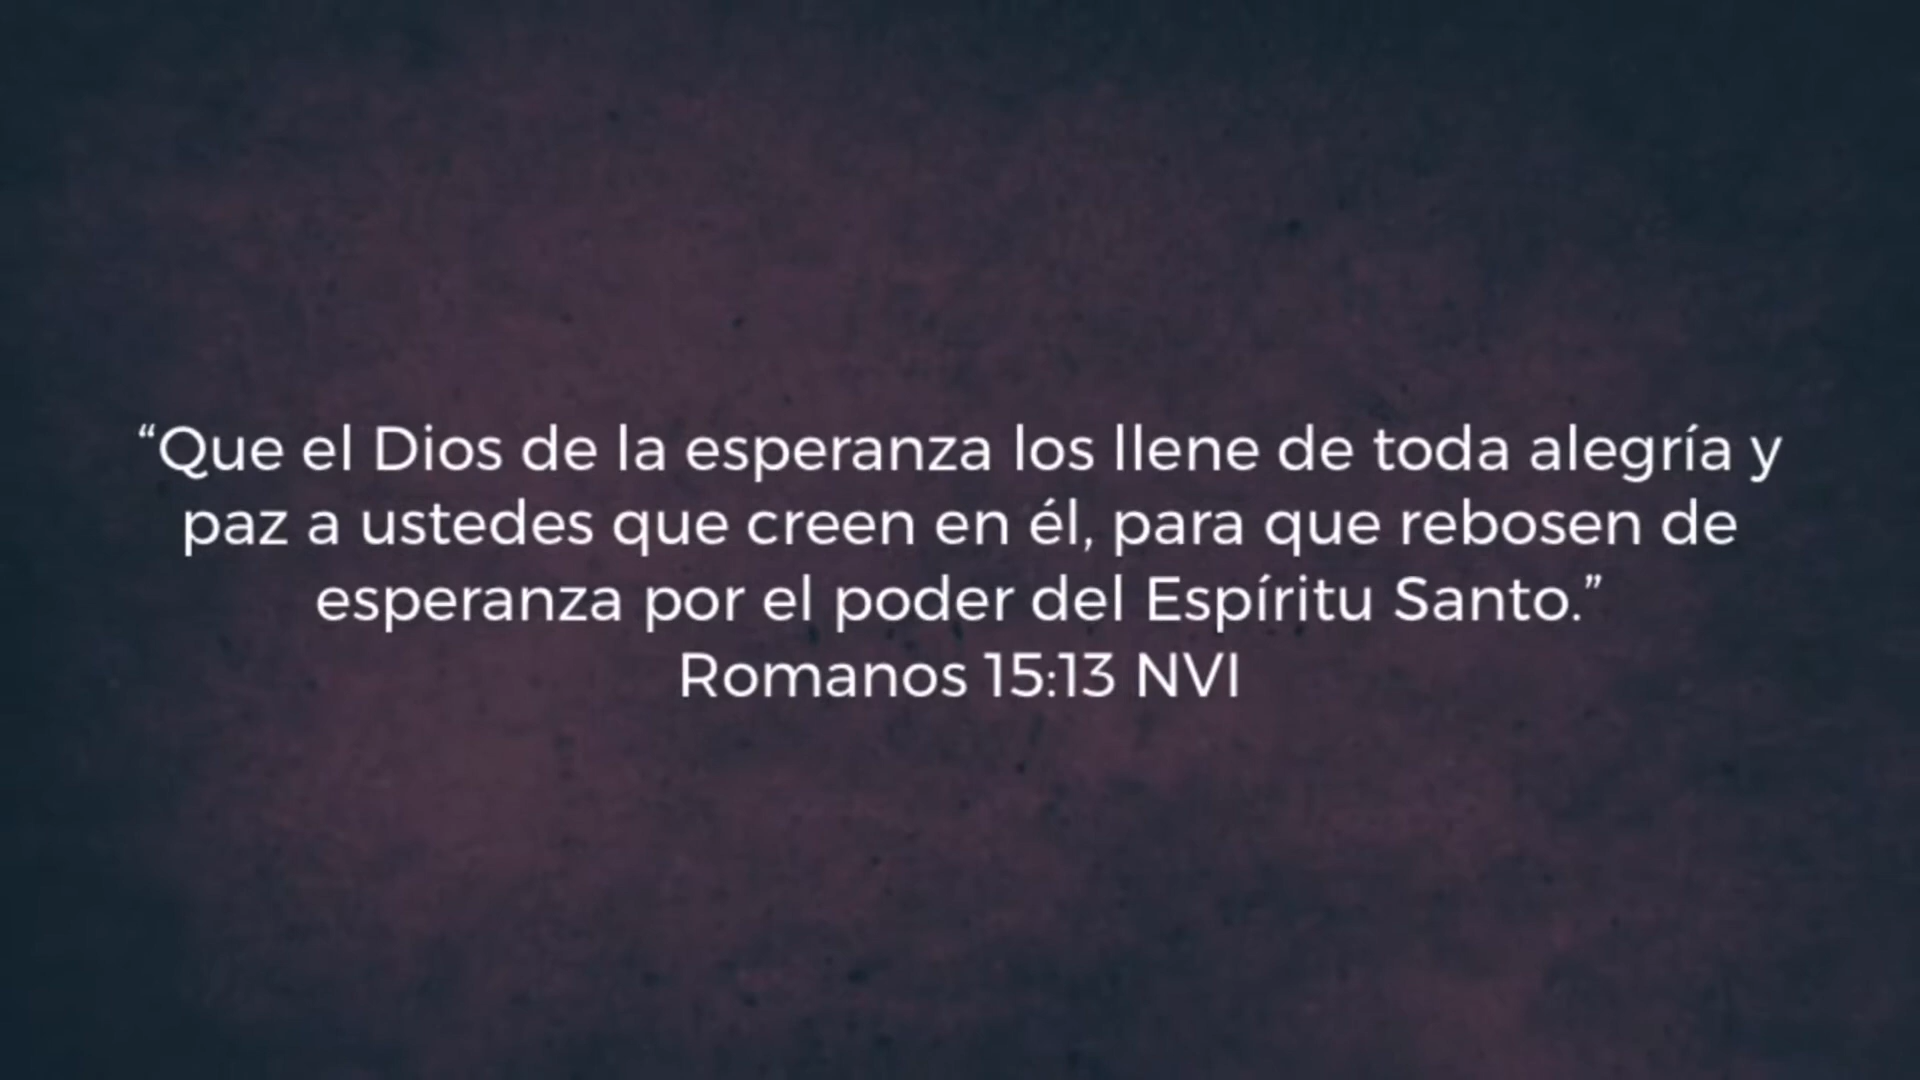 “Que el Dios de la esperanza los llene de toda alegría y
paz a ustedes que creen en él, para que rebosen de
esperanza por el poder del Espíritu Santo.”
Romanos 15:13 NVI